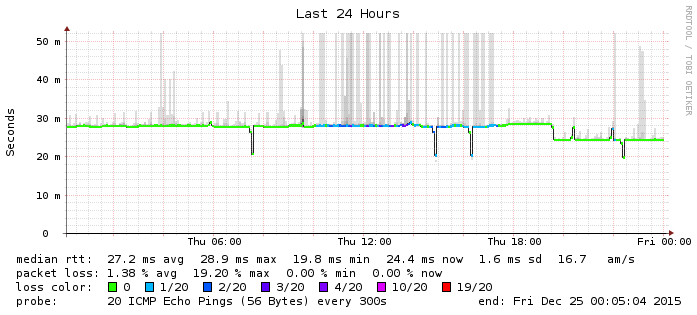 Last 24 Hours
RRDTOOL / TOBI OETIKER
Seconds
50 m
40 m
30 m
20 m
10 m
0
Thu 06:00 Thu 12:00 Thu 18:00 Fri 00:00
median rtt: 27.2 ms avg 28.9 ms max 19.8 ms min 24.4 ms now 1.6 ms sd 16.7 am/s
packet loss: 1.38 % avg 19.20 % max 0.00 % min 0.00 % now
loss color: 0 1/20 2/20 3/20 4/20 10/20 19/20
probe: 20 ICMP Echo Pings (56 Bytes) every 300s end: Fri Dec 25 00:05:04 2015